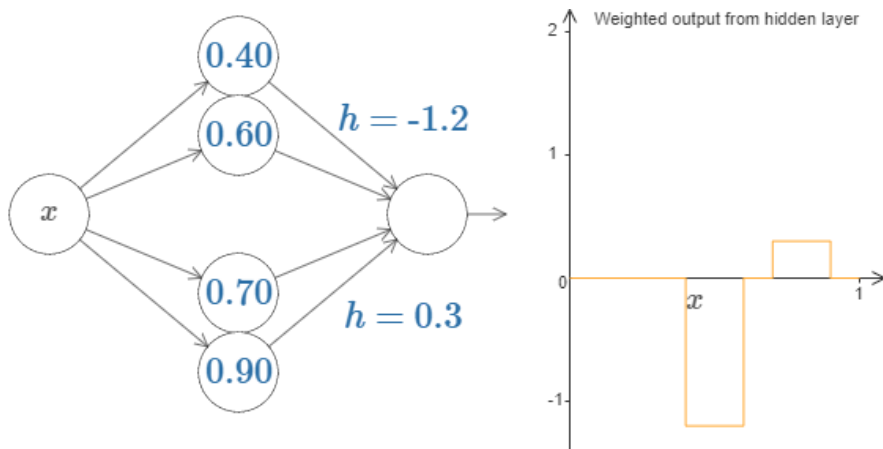 0.40
0.60
h = -1.2
x
0.70
0.90
h = 0.3
Weighted output from hidden layer
2
1
0
x
1
-1